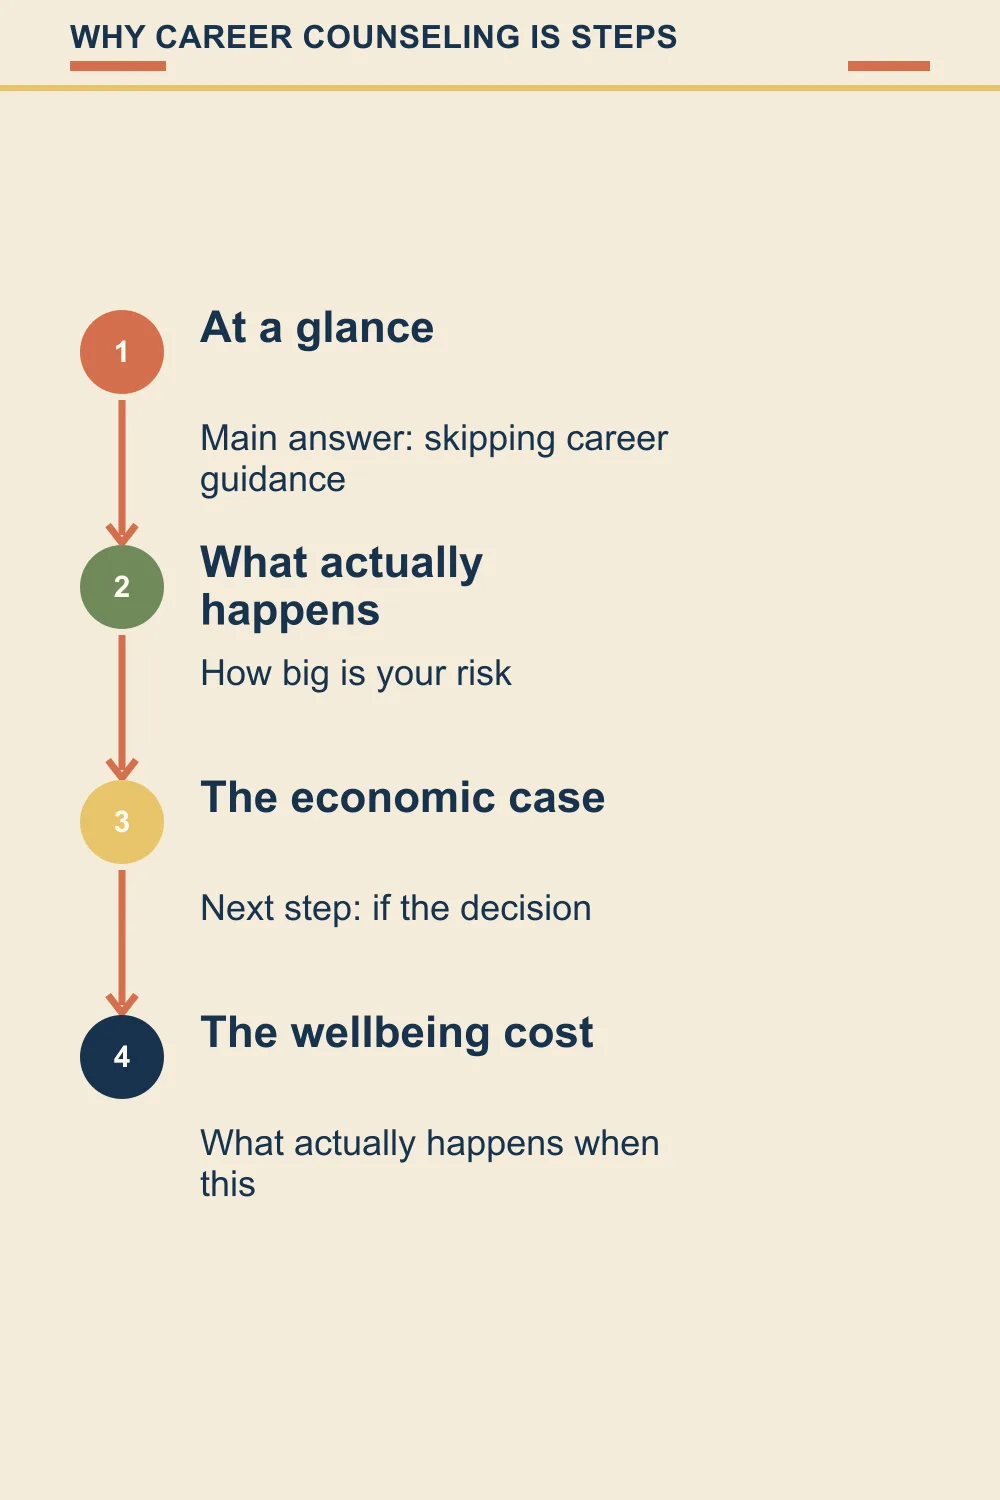 WHY CAREER COUNSELING IS STEPS
1
At a glance
Main answer: skipping career
guidance
2
What actually
happens
How big is your risk
3
The economic case
Next step: if the decision
4
The wellbeing cost
What actually happens when
this